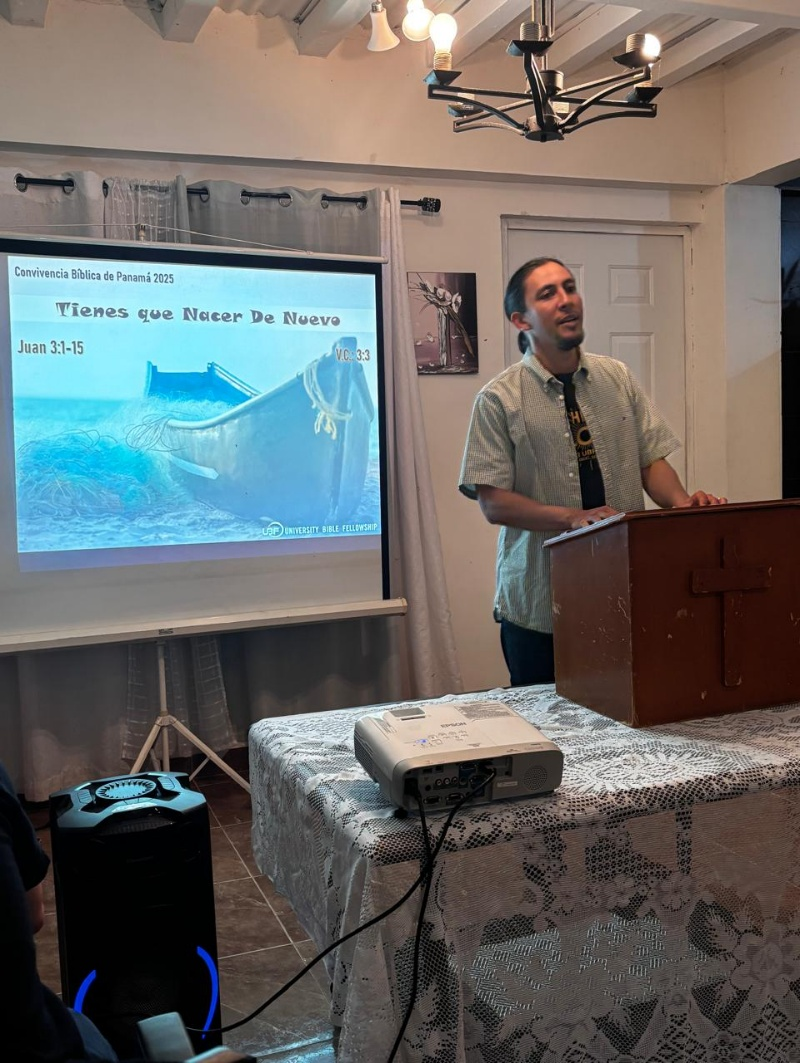 Convivencia Bíblica de Panamá 2025
Tienes que Nacer De Nuevo
Juan 3:1-15
V.C. 3:3
UBF UNIVERSITY BIBLE FELLOWSHIP
EPSON